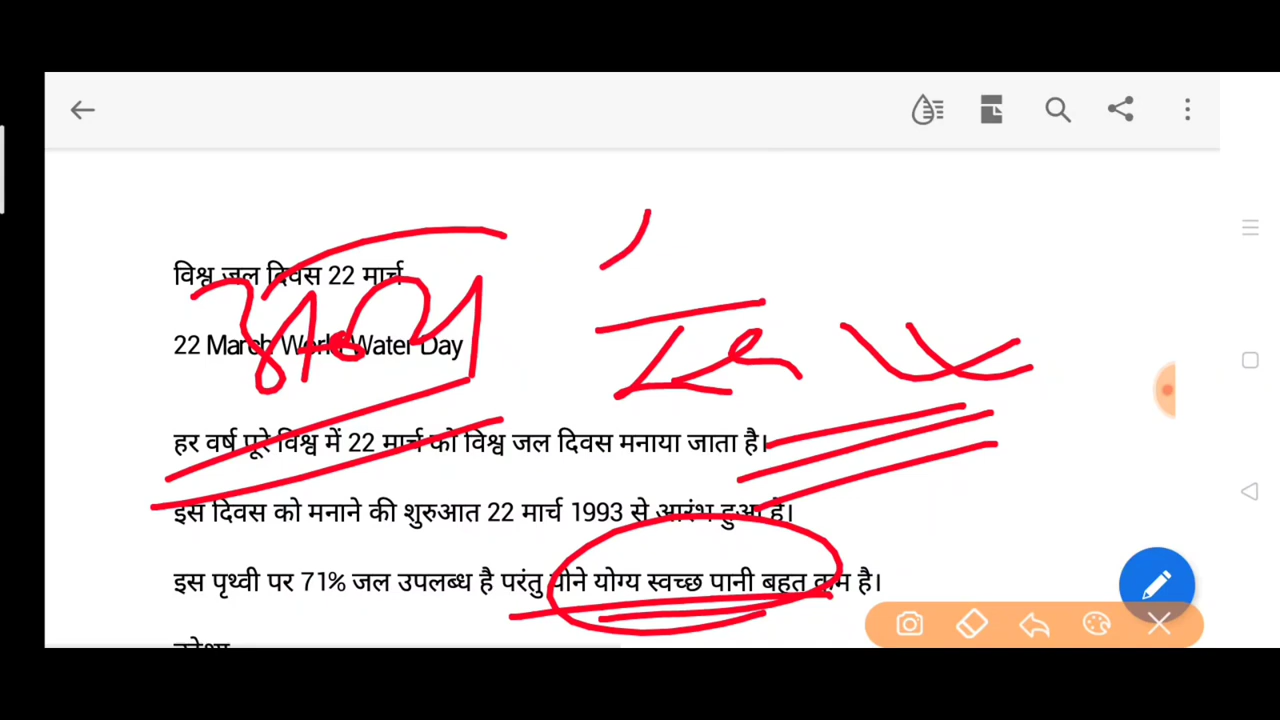 विश्व जल दिवस 22 मार्च
22 March World Water Day
हर वर्ष पूरे विश्व में 22 मार्च को विश्व जल दिवस मनाया जाता है।
इस दिवस को मनाने की शुरुआत 22 मार्च 1993 से आरंभ हुआ है।
इस पृथ्वी पर 71% जल उपलब्ध है परंतु पीने योग्य स्वच्छ पानी बहुत कम है।